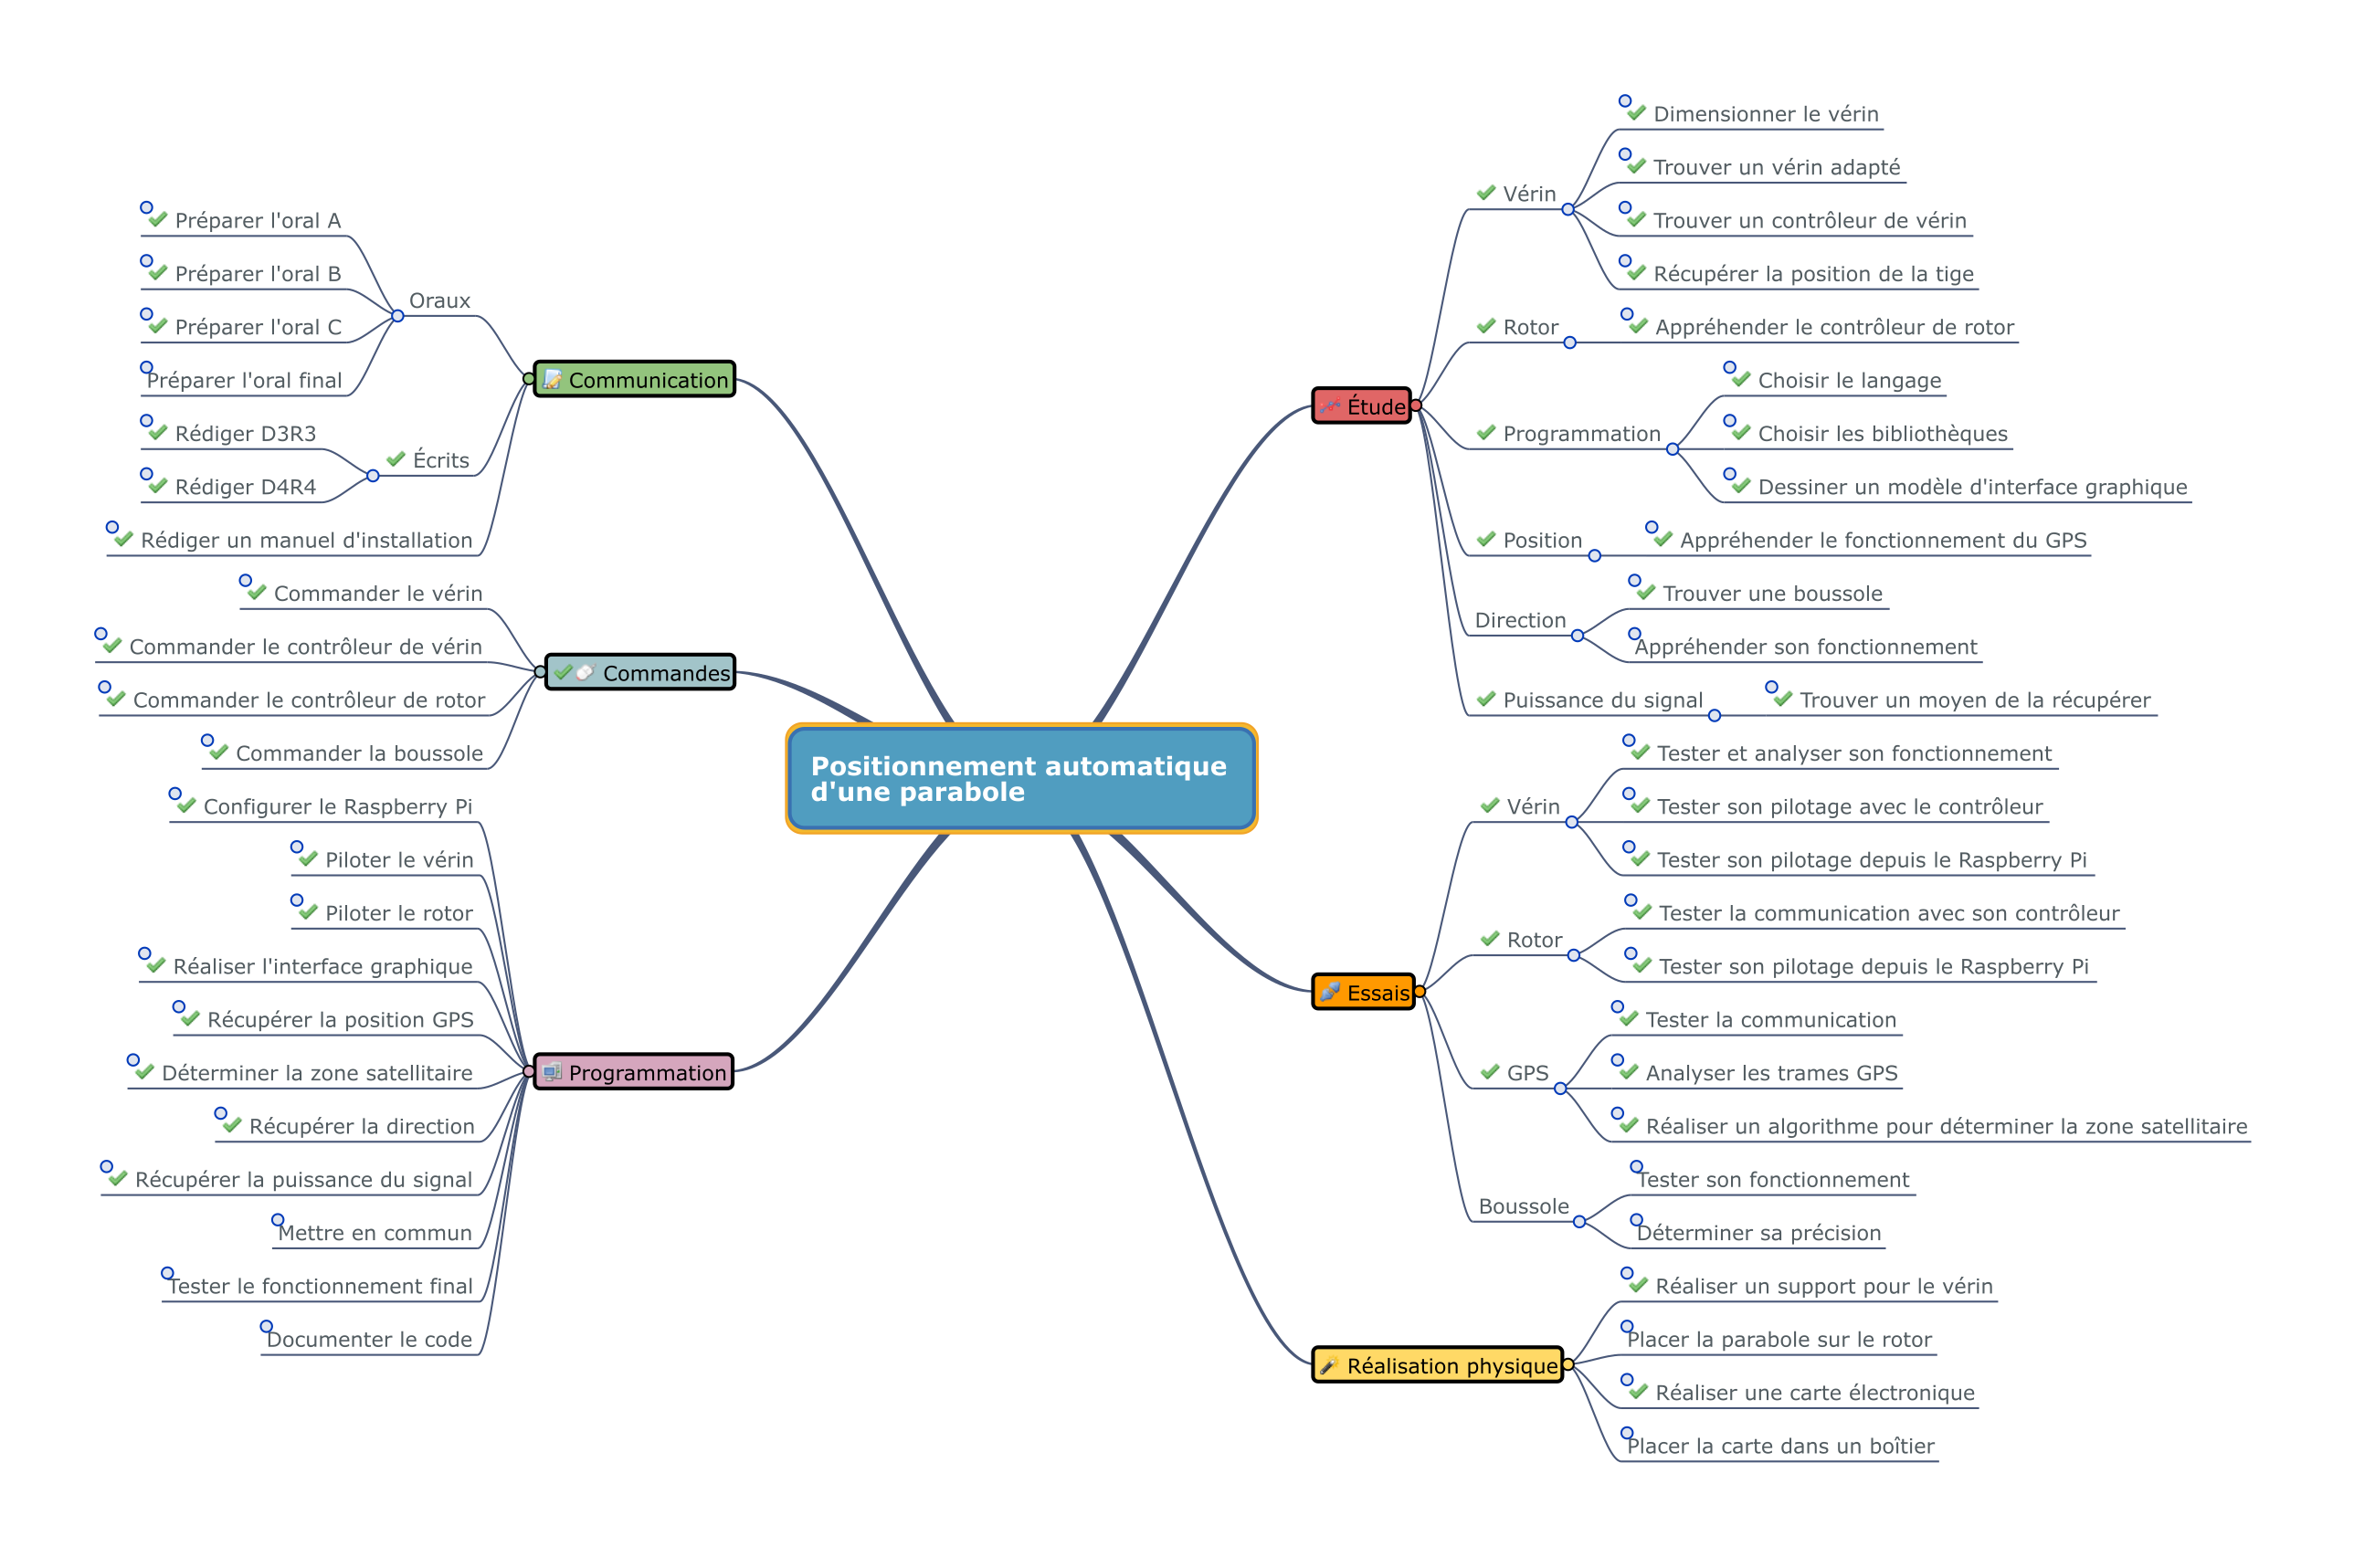 Positionnement automatique
d'une parabole
Communication
Oraux
Préparer l'oral A
Préparer l'oral B
Préparer l'oral C
Préparer l'oral final
Écrits
Rédiger D3R3
Rédiger D4R4
Rédiger un manuel d'installation
Commandes
Commander le vérin
Commander le contrôleur de vérin
Commander le contrôleur de rotor
Commander la boussole
Programmation
Configurer le Raspberry Pi
Piloter le vérin
Piloter le rotor
Réaliser l'interface graphique
Récupérer la position GPS
Déterminer la zone satellitaire
Récupérer la direction
Récupérer la puissance du signal
Mettre en commun
Tester le fonctionnement final
Documenter le code
Étude
Vérin
Dimensionner le vérin
Trouver un vérin adapté
Trouver un contrôleur de vérin
Récupérer la position de la tige
Rotor
Appréhender le contrôleur de rotor
Programmation
Choisir le langage
Choisir les bibliothèques
Dessiner un modèle d'interface graphique
Position
Appréhender le fonctionnement du GPS
Direction
Trouver une boussole
Appréhender son fonctionnement
Puissance du signal
Trouver un moyen de la récupérer
Essais
Vérin
Tester et analyser son fonctionnement
Tester son pilotage avec le contrôleur
Tester son pilotage depuis le Raspberry Pi
Rotor
Tester la communication avec son contrôleur
Tester son pilotage depuis le Raspberry Pi
GPS
Tester la communication
Analyser les trames GPS
Réaliser un algorithme pour déterminer la zone satellitaire
Boussole
Tester son fonctionnement
Déterminer sa précision
Réalisation physique
Réaliser un support pour le vérin
Placer la parabole sur le rotor
Réaliser une carte électronique
Placer la carte dans un boîtier